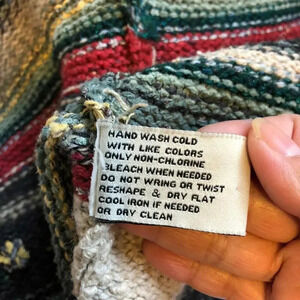 HAND WASH COLD
WITH LIKE COLORS
ONLY NON-CHLORINE
BLEACH WHEN NEEDED
DO NOT WRING OR TWIST
RESHAPE & DRY FLAT
COOL IRON IF NEEDED
OR DRY CLEAN